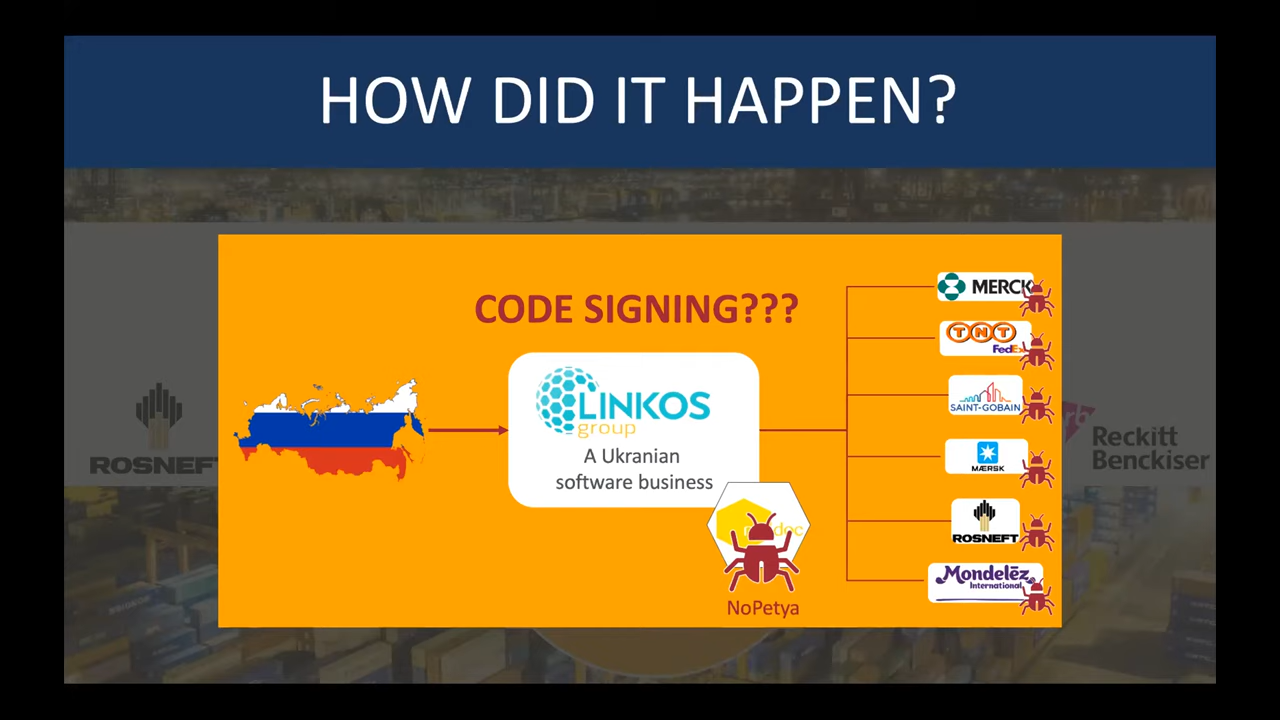 HOW DID IT HAPPEN?
CODE SIGNING???
LINKOS
group
A Ukranian
software business
NoPetya
MERCK
TNT
FedEx
SAINT-GOBAIN
MÆRSK
ROSNEFT
Mondelēz
International
ROSNEFT
Reckitt
Benckiser